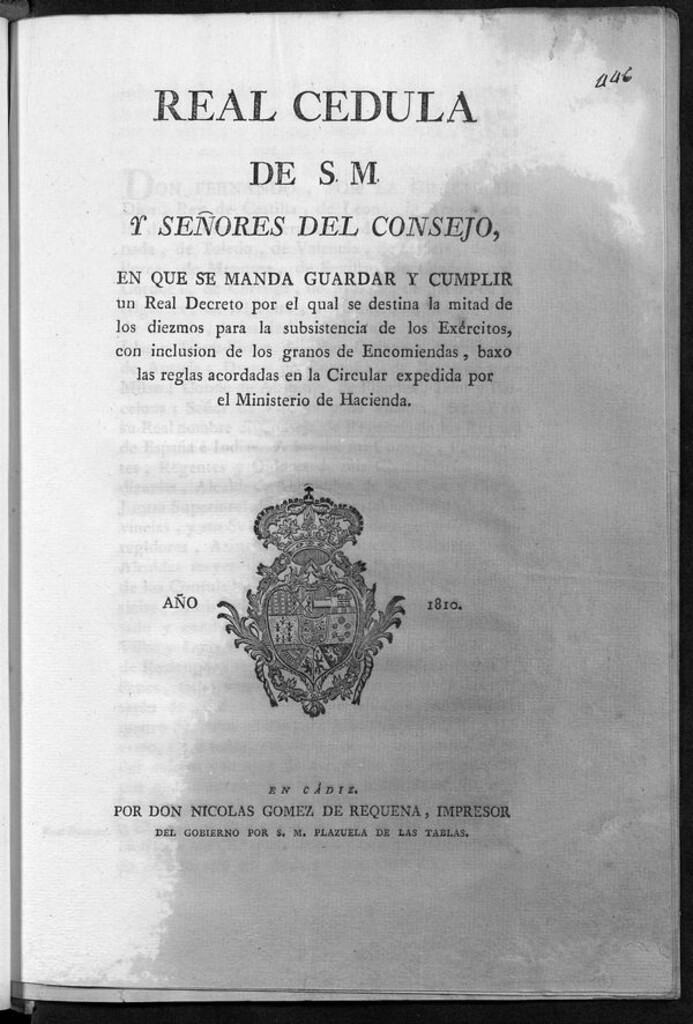 446
REAL CEDULA
DE S. M.
Y SEÑORES DEL CONSEJO,
EN QUE SE MANDA GUARDAR Y CUMPLIR
un Real Decreto por el qual se destina la mitad de
los diezmos para la subsistencia de los Exércitos,
con inclusion de los granos de Encomiendas, baxo
las reglas acordadas en la Circular expedida por
el Ministerio de Hacienda.
AÑO 1810.
EN CÁDIZ.
POR DON NICOLAS GOMEZ DE REQUENA, IMPRESOR
DEL GOBIERNO POR S. M. PLAZUELA DE LAS TABLAS.